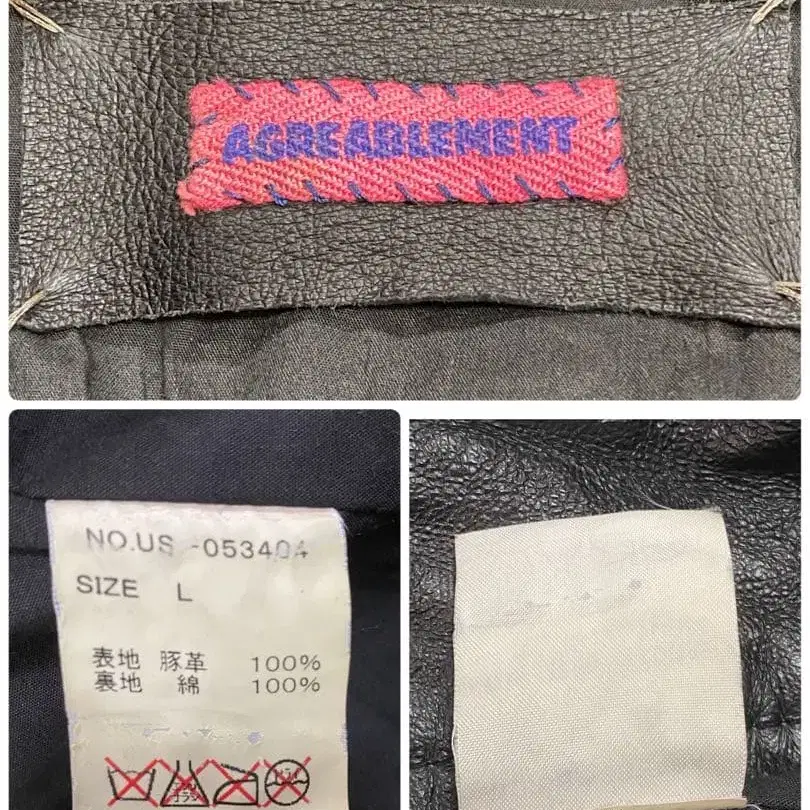 AGREABLEMENT
NO.US -053404
SIZE L
表地 豚革 100%
裏地 綿 100%